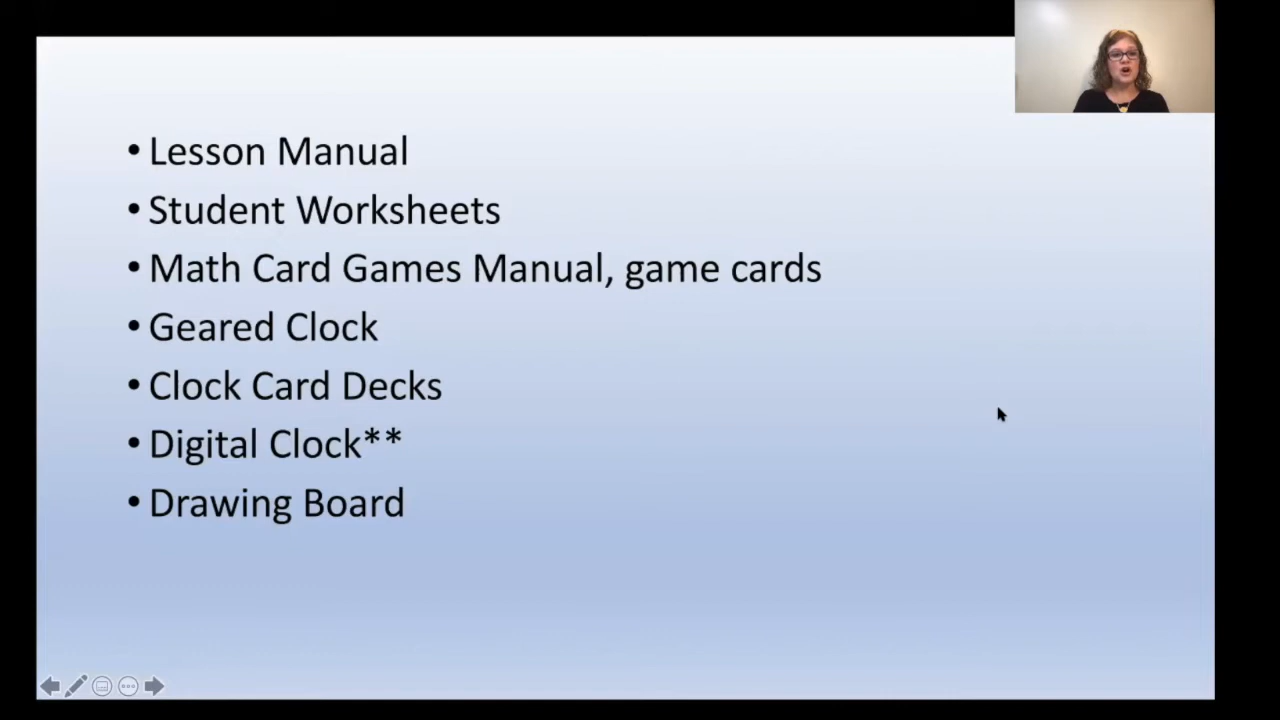 • Lesson Manual
• Student Worksheets
• Math Card Games Manual, game cards
• Geared Clock
• Clock Card Decks
• Digital Clock**
• Drawing Board